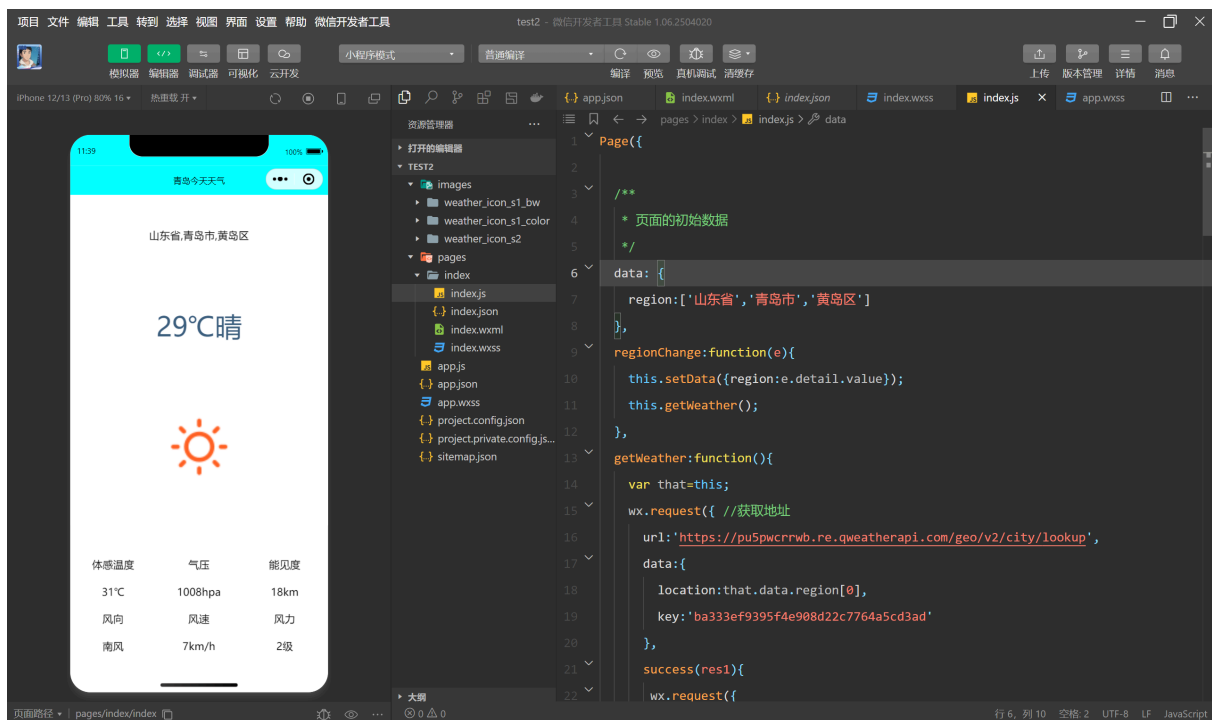 项目 文件 编辑 工具 转到 选择 视图 界面 设置 帮助 微信开发者工具
test2 - 微信开发者工具 Stable 1.06.2504020
小程序模式
普通编译
模拟器 编辑器 调试器 可视化 云开发
编译 预览 真机调试 清缓存
上传 版本管理 详情 消息
iPhone 12/13 (Pro) 80% 16
热重载 开
11:39
100%
青岛今天天气
山东省,青岛市,黄岛区
29℃晴
体感温度 气压 能见度
31℃ 1008hpa 18km
风向 风速 风力
南风 7km/h 2级
页面路径
pages/index/index
资源管理器
打开的编辑器
TEST2
images
weather_icon_s1_bw
weather_icon_s1_color
weather_icon_s2
pages
index
index.js
index.json
index.wxml
index.wxss
app.js
app.json
app.wxss
project.config.json
project.private.config.js...
sitemap.json
大纲
0 0
app.json index.wxml index.json index.wxss index.js app.wxss
pages > index > index.js > data
1 Page({
2
3 /**
4 * 页面的初始数据
5 */
6 data: {
7 region:['山东省','青岛市','黄岛区']
8 },
9 regionChange:function(e){
10 this.setData({region:e.detail.value});
11 this.getWeather();
12 },
13 getWeather:function(){
14 var that=this;
15 wx.request({ //获取地址
16 url:'https://pu5pwcrrwb.re.qweatherapi.com/geo/v2/city/lookup',
17 data:{
18 location:that.data.region[0],
19 key:'ba333ef9395f4e908d22c7764a5cd3ad'
20 },
21 success(res1){
22 wx.request({
行 6，列 10 空格: 2 UTF-8 LF JavaScript